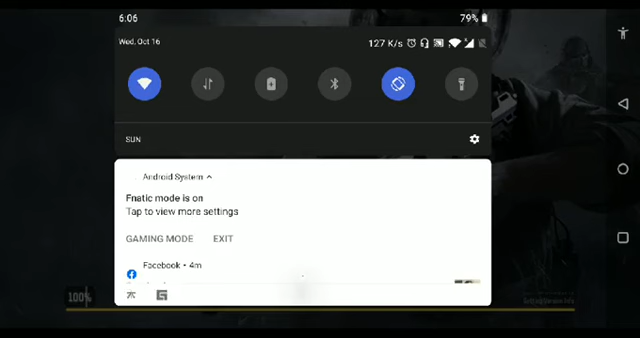 6:06
79%
Wed, Oct 16
127 K/s
SUN
Android System
Fnatic mode is on
Tap to view more settings
GAMING MODE EXIT
Facebook • 4m
100%